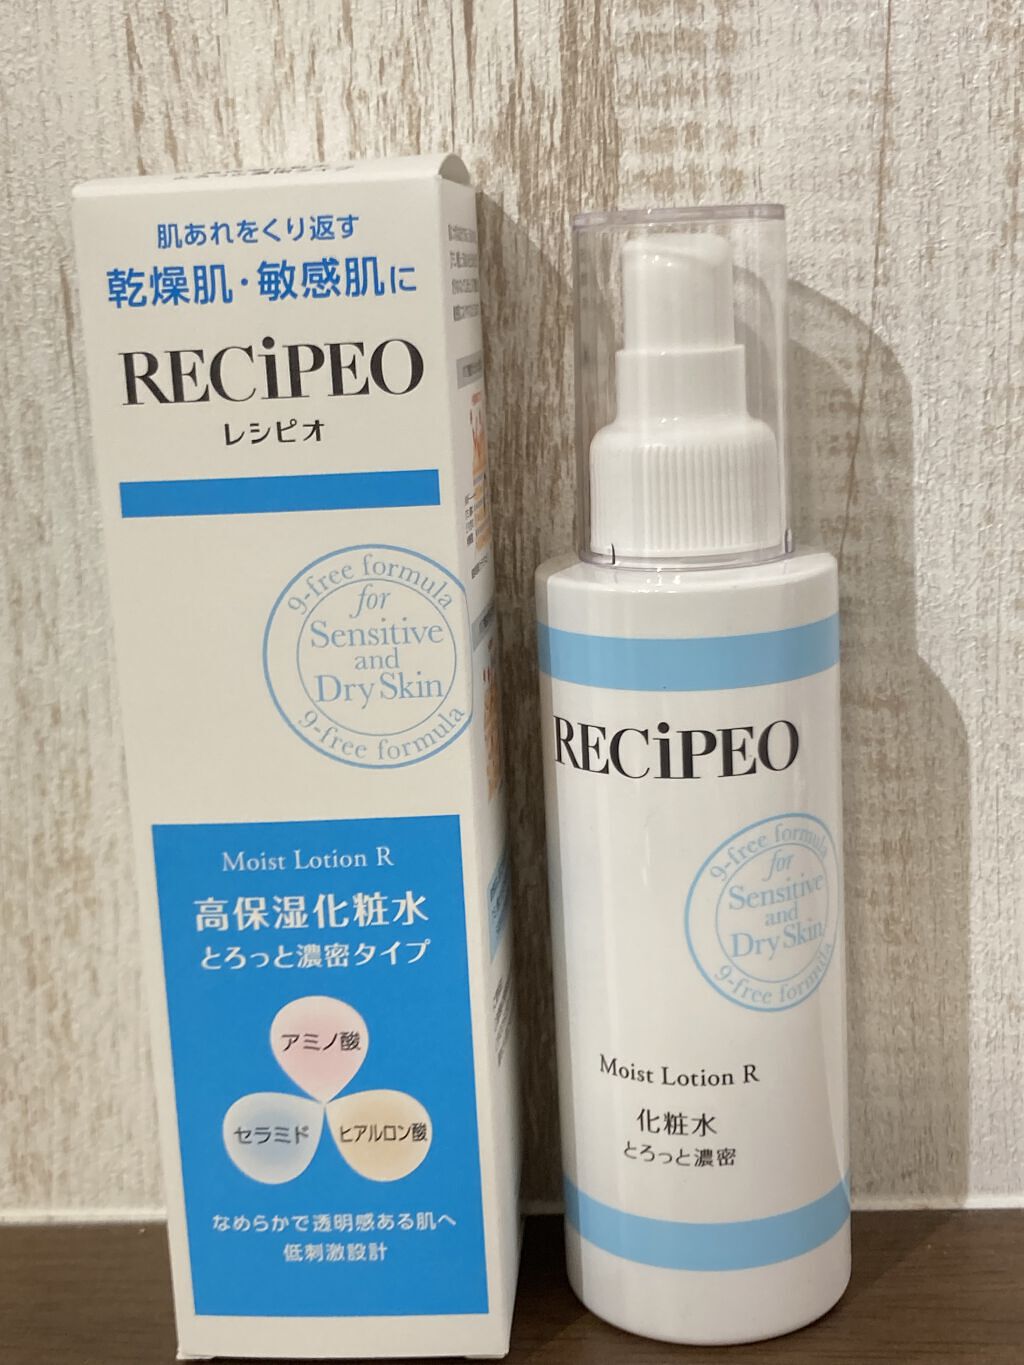 肌あれをくり返す
乾燥肌・敏感肌に
RECiPEO
レシピオ
9-free formula
for
Sensitive
and
Dry Skin
9-free formula
Moist Lotion R
高保湿化粧水
とろっと濃密タイプ
アミノ酸
セラミド
ヒアルロン酸
なめらかで透明感ある肌へ
低刺激設計
RECiPEO
9-free formula
for
Sensitive
and
Dry Skin
9-free formula
Moist Lotion R
化粧水
とろっと濃密